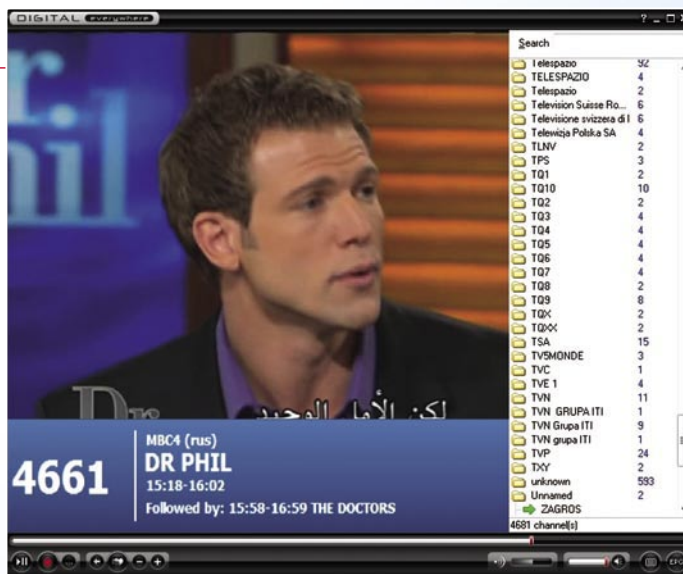 DIGITAL everywhere
? _
Search
r.
hil
Telespazio 92
TELESPAZIO 4
Telespazio 2
Television Suisse Ro... 6
Televisione svizzera di l 6
Telewizja Polska SA 4
TLNV 2
TPS 3
TQ1 2
TQ10 10
TQ2 2
TQ3 4
TQ4 4
TQ5 4
TQ6 4
TQ7 4
TQ8 2
TQ9 8
TQX 2
TQXX 2
TSA 15
TV5MONDE 3
TVC 1
TVE 1 4
TVN 11
TVN GRUPA ITI 1
TVN Grupa ITI 9
TVN grupa ITI 1
TVP 24
TXY 2
unknown 593
Unnamed 2
ZAGROS
4681 channel(s)
Dr
لكن الأمل الوحيد
4661
MBC4 (rus)
DR PHIL
15:18-16:02
Followed by: 15:58-16:59 THE DOCTORS
EPG